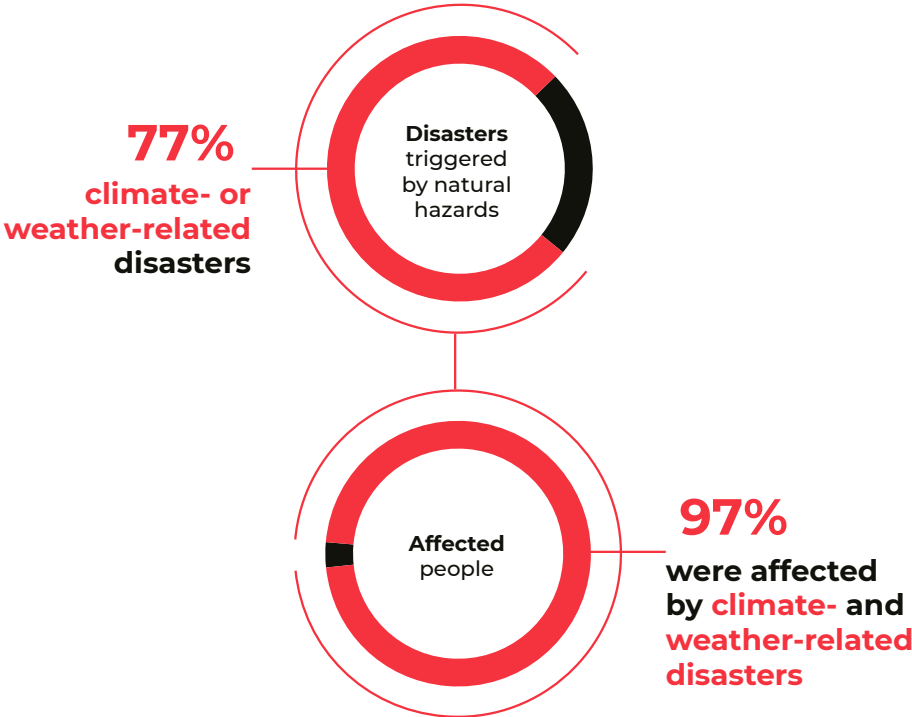 77%
climate- or
weather-related
disasters
Disasters
triggered
by natural
hazards
Affected
people
97%
were affected
by climate- and
weather-related
disasters